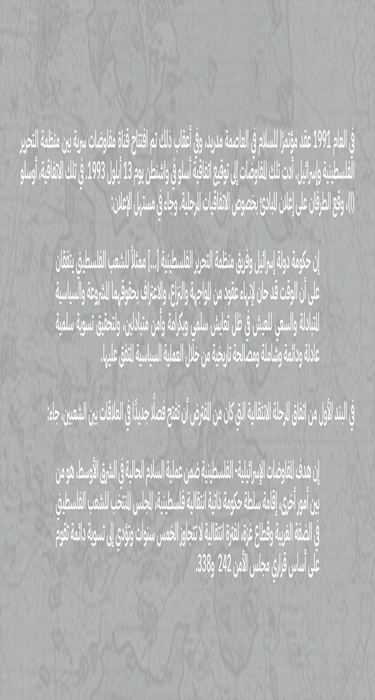 في العام 1991 عقد مؤتمرًا للسلام في العاصمة مدريد، وفي أعقاب ذلك تم افتتاح قناة مفاوضات سرية بين منظمة التحرير
الفلسطينية وإسرائيل. أدت تلك المفاوضات إلى توقيع اتفاقية أسلو في واشنطن يوم 13 أيلول 1993. في تلك الاتفاقية، أوسلو
(أ)، وقع الطرفان على إعلان المبادئ بخصوص الاتفاقيات المرحلية، وجاء في مستهل الإعلان:
إن حكومة دولة إسرائيل وفريق منظمة التحرير الفلسطينية [...] ممثلاً للشعب الفلسطيني يتفقان
على أن الوقت قد حان لإنهاء عقود من المواجهة والنزاع، والاعتراف بحقوقهما المشروعة والسياسية
المتبادلة والسعي للعيش في ظل تعايش سلمي وبكرامة وأمن متبادلين، ولتحقيق تسوية سلمية
عادلة ودائمة وشاملة ومصالحة تاريخية من خلال العملية السياسية المتفق عليها.
في البند الأول من اتفاق المرحلة الانتقالية التي كان من المفترض أن تفتح فصلًا جديدًا في العلاقات بين الشعبين، جاء:
إن هدف المفاوضات الإسرائيلية- الفلسطينية ضمن عملية السلام الحالية في الشرق الأوسط، هو من
بين أمور أخرى، إقامة سلطة حكومة ذاتية انتقالية فلسطينية، المجلس المنتخب للشعب الفلسطيني
في الضفة الغربية وقطاع غزة، لفترة انتقالية لا تتجاوز الخمس سنوات وتؤدي إلى تسوية دائمة تقوم
على أساس قراري مجلس الأمن 242 و338.